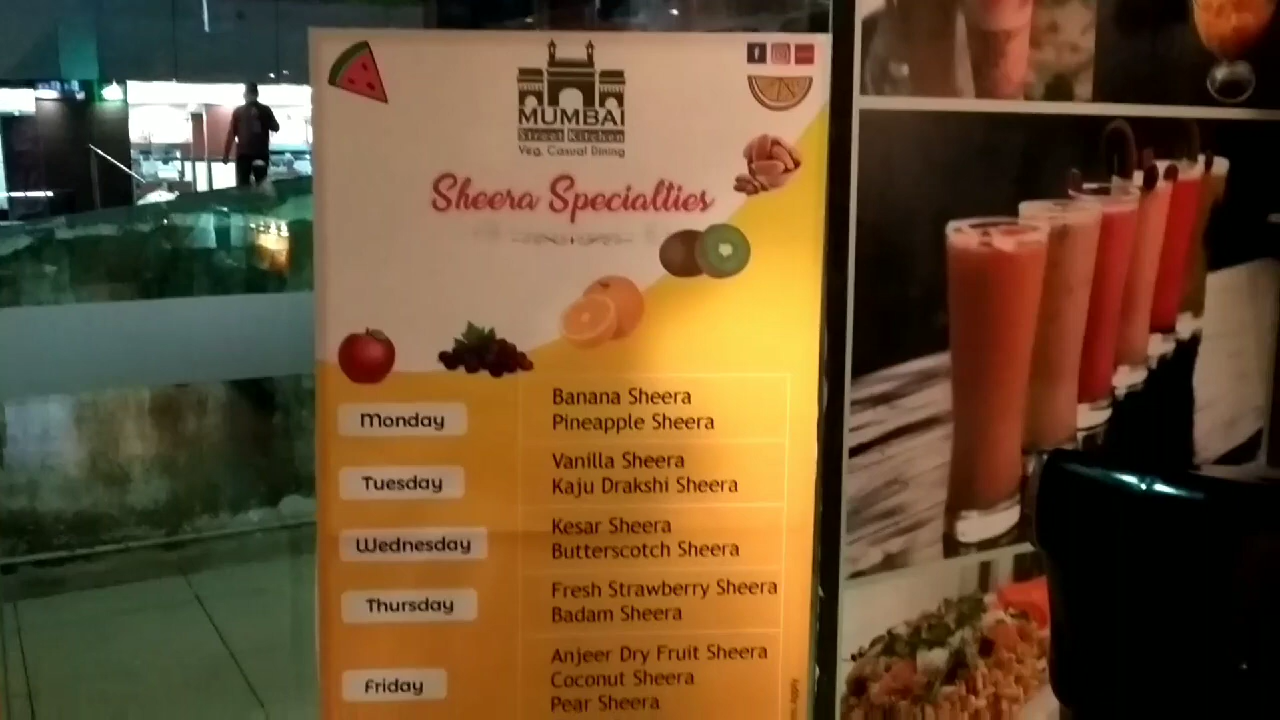 MUMBAI
Street Kitchen
Veg. Casual Dining
Sheera Specialties
Monday
Banana Sheera
Pineapple Sheera
Tuesday
Vanilla Sheera
Kaju Drakshi Sheera
Wednesday
Kesar Sheera
Butterscotch Sheera
Thursday
Fresh Strawberry Sheera
Badam Sheera
Friday
Anjeer Dry Fruit Sheera
Coconut Sheera
Pear Sheera